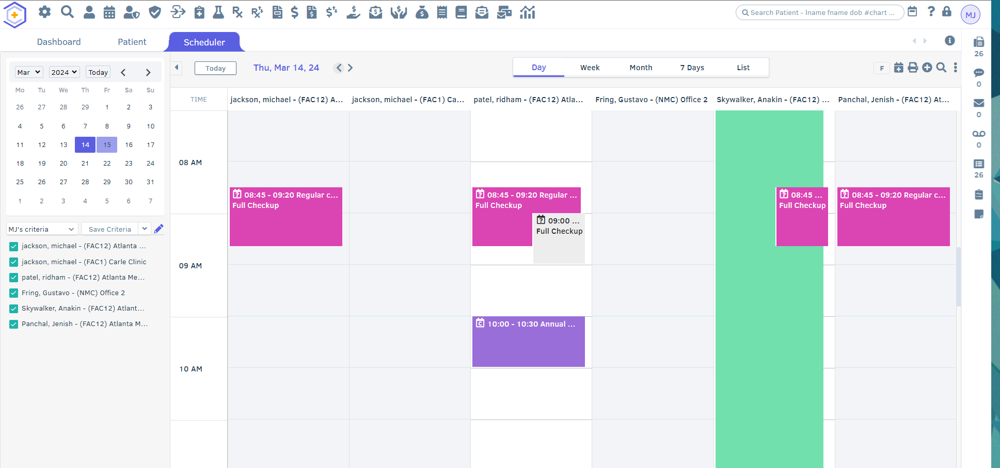 Search Patient - lname fname dob #chart ...
MJ
Dashboard
Patient
Scheduler
26
0
0
0
26
Mar
2024
Today
Mo Tu We Th Fr Sa Su
26 27 28 29 1 2 3
4 5 6 7 8 9 10
11 12 13 14 15 16 17
18 19 20 21 22 23 24
25 26 27 28 29 30 31
1 2 3 4 5 6 7
MJ's criteria
Save Criteria
jackson, michael - (FAC12) Atlanta ...
jackson, michael - (FAC1) Carle Clinic
patel, ridham - (FAC12) Atlanta Me...
Fring, Gustavo - (NMC) Office 2
Skywalker, Anakin - (FAC12) Atlant...
Panchal, Jenish - (FAC12) Atlanta M...
Today
Thu, Mar 14, 24
Day
Week
Month
7 Days
List
F
TIME
jackson, michael - (FAC12) A...
jackson, michael - (FAC1) Ca...
patel, ridham - (FAC12) Atla...
Fring, Gustavo - (NMC) Office 2
Skywalker, Anakin - (FAC12) ...
Panchal, Jenish - (FAC12) At...
08 AM
08:45 - 09:20 Regular c...
Full Checkup
08:45 - 09:20 Regular ...
Full Checkup
09:00 ...
Full Checkup
08:45 ...
Full Checkup
08:45 - 09:20 Regular c...
Full Checkup
09 AM
C
10:00 - 10:30 Annual ...
10 AM